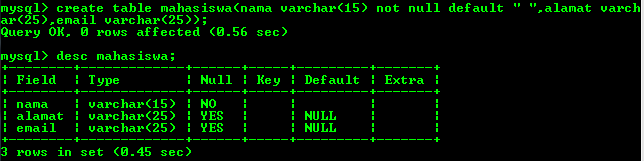 mysql> create table mahasiswa(nama varchar(15) not null default " ",alamat varch
ar(25),email varchar(25));
Query OK, 0 rows affected (0.56 sec)
mysql> desc mahasiswa;
+--------+-------------+------+-----+---------+-------+
| Field  | Type        | Null | Key | Default | Extra |
+--------+-------------+------+-----+---------+-------+
| nama   | varchar(15) | NO   |     |         |       |
| alamat | varchar(25) | YES  |     | NULL    |       |
| email  | varchar(25) | YES  |     | NULL    |       |
+--------+-------------+------+-----+---------+-------+
3 rows in set (0.45 sec)